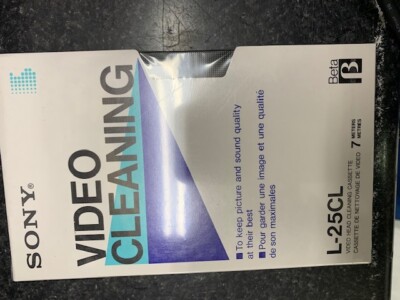 SONY®
VIDEO
CLEANING
■ To keep picture and sound quality
at their best
■ Pour garder une image et une qualité
de son maximales
Beta
L-25CL
VIDEO HEAD CLEANING CASSETTE
CASSETTE DE NETTOYAGE DE VIDEO
7 METERS
METRES